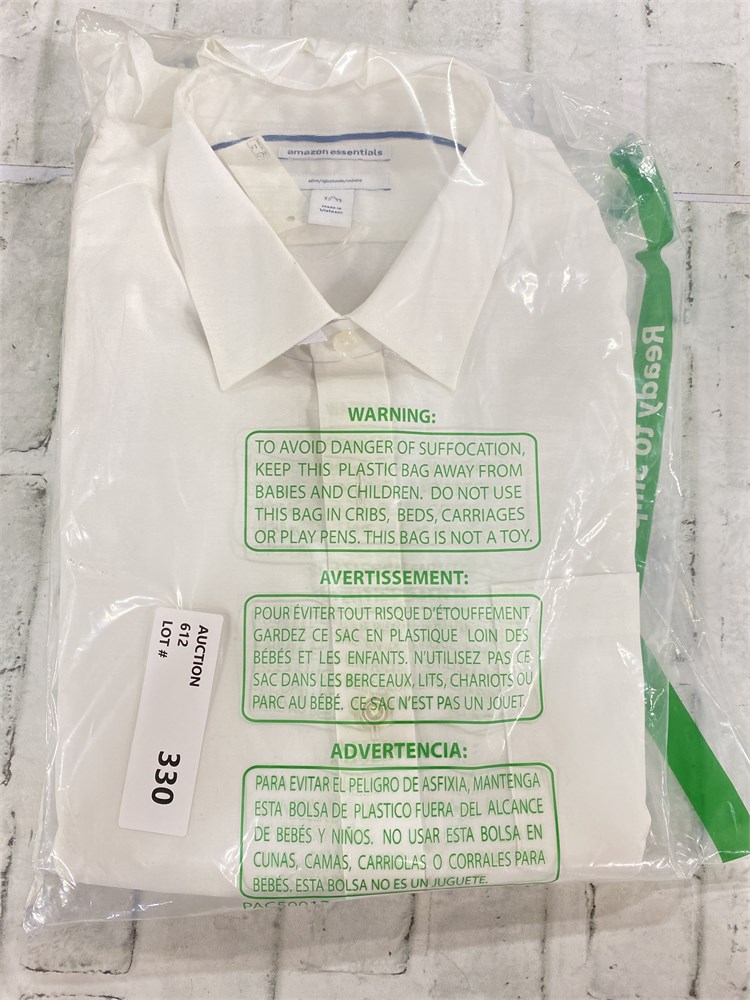 amazon essentials
made in
Vietnam
Ready to
WARNING:
TO AVOID DANGER OF SUFFOCATION,
KEEP THIS PLASTIC BAG AWAY FROM
BABIES AND CHILDREN. DO NOT USE
THIS BAG IN CRIBS, BEDS, CARRIAGES
OR PLAY PENS. THIS BAG IS NOT A TOY.
AVERTISSEMENT:
POUR ÉVITER TOUT RISQUE D'ÉTOUFFEMENT
GARDEZ CE SAC EN PLASTIQUE LOIN DES
BÉBÉS ET LES ENFANTS. N'UTILISEZ PAS CE
SAC DANS LES BERCEAUX, LITS, CHARIOTS OU
PARC AU BÉBÉ. CE SAC N'EST PAS UN JOUET.
ADVERTENCIA:
PARA EVITAR EL PELIGRO DE ASFIXIA, MANTENGA
ESTA BOLSA DE PLASTICO FUERA DEL ALCANCE
DE BEBÉS Y NIÑOS. NO USAR ESTA BOLSA EN
CUNAS, CAMAS, CARRIOLAS O CORRALES PARA
BEBÉS. ESTA BOLSA NO ES UN JUGUETE.
AUCTION
612
LOT #
330